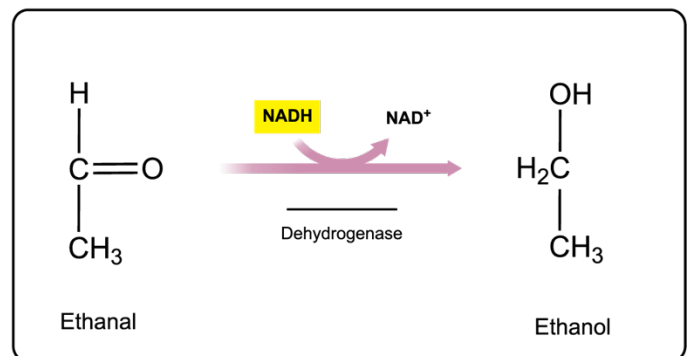 H
C=O
CH₃
Ethanal
NADH
NAD⁺
Dehydrogenase
OH
H₂C
CH₃
Ethanol